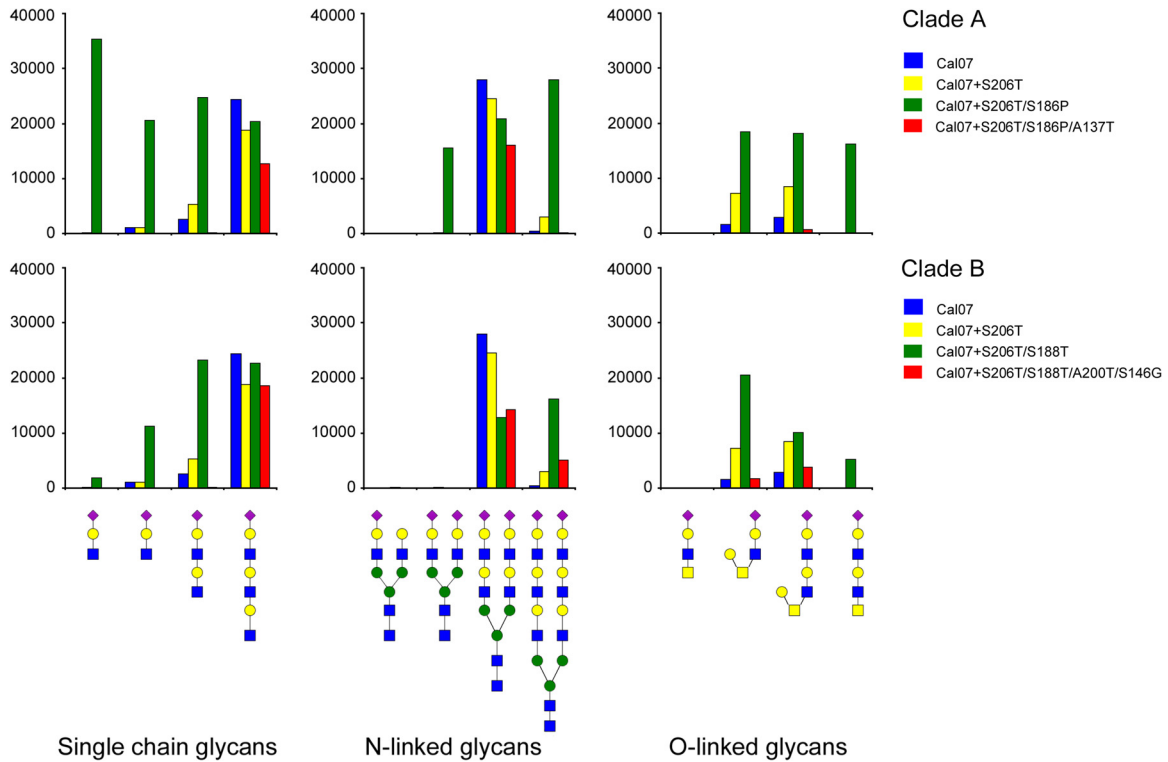 40000
30000
20000
10000
0
40000
30000
20000
10000
0
40000
30000
20000
10000
0
Clade A
Cal07
Cal07+S206T
Cal07+S206T/S186P
Cal07+S206T/S186P/A137T
40000
30000
20000
10000
0
40000
30000
20000
10000
0
40000
30000
20000
10000
0
Clade B
Cal07
Cal07+S206T
Cal07+S206T/S188T
Cal07+S206T/S188T/A200T/S146G
Single chain glycans
N-linked glycans
O-linked glycans